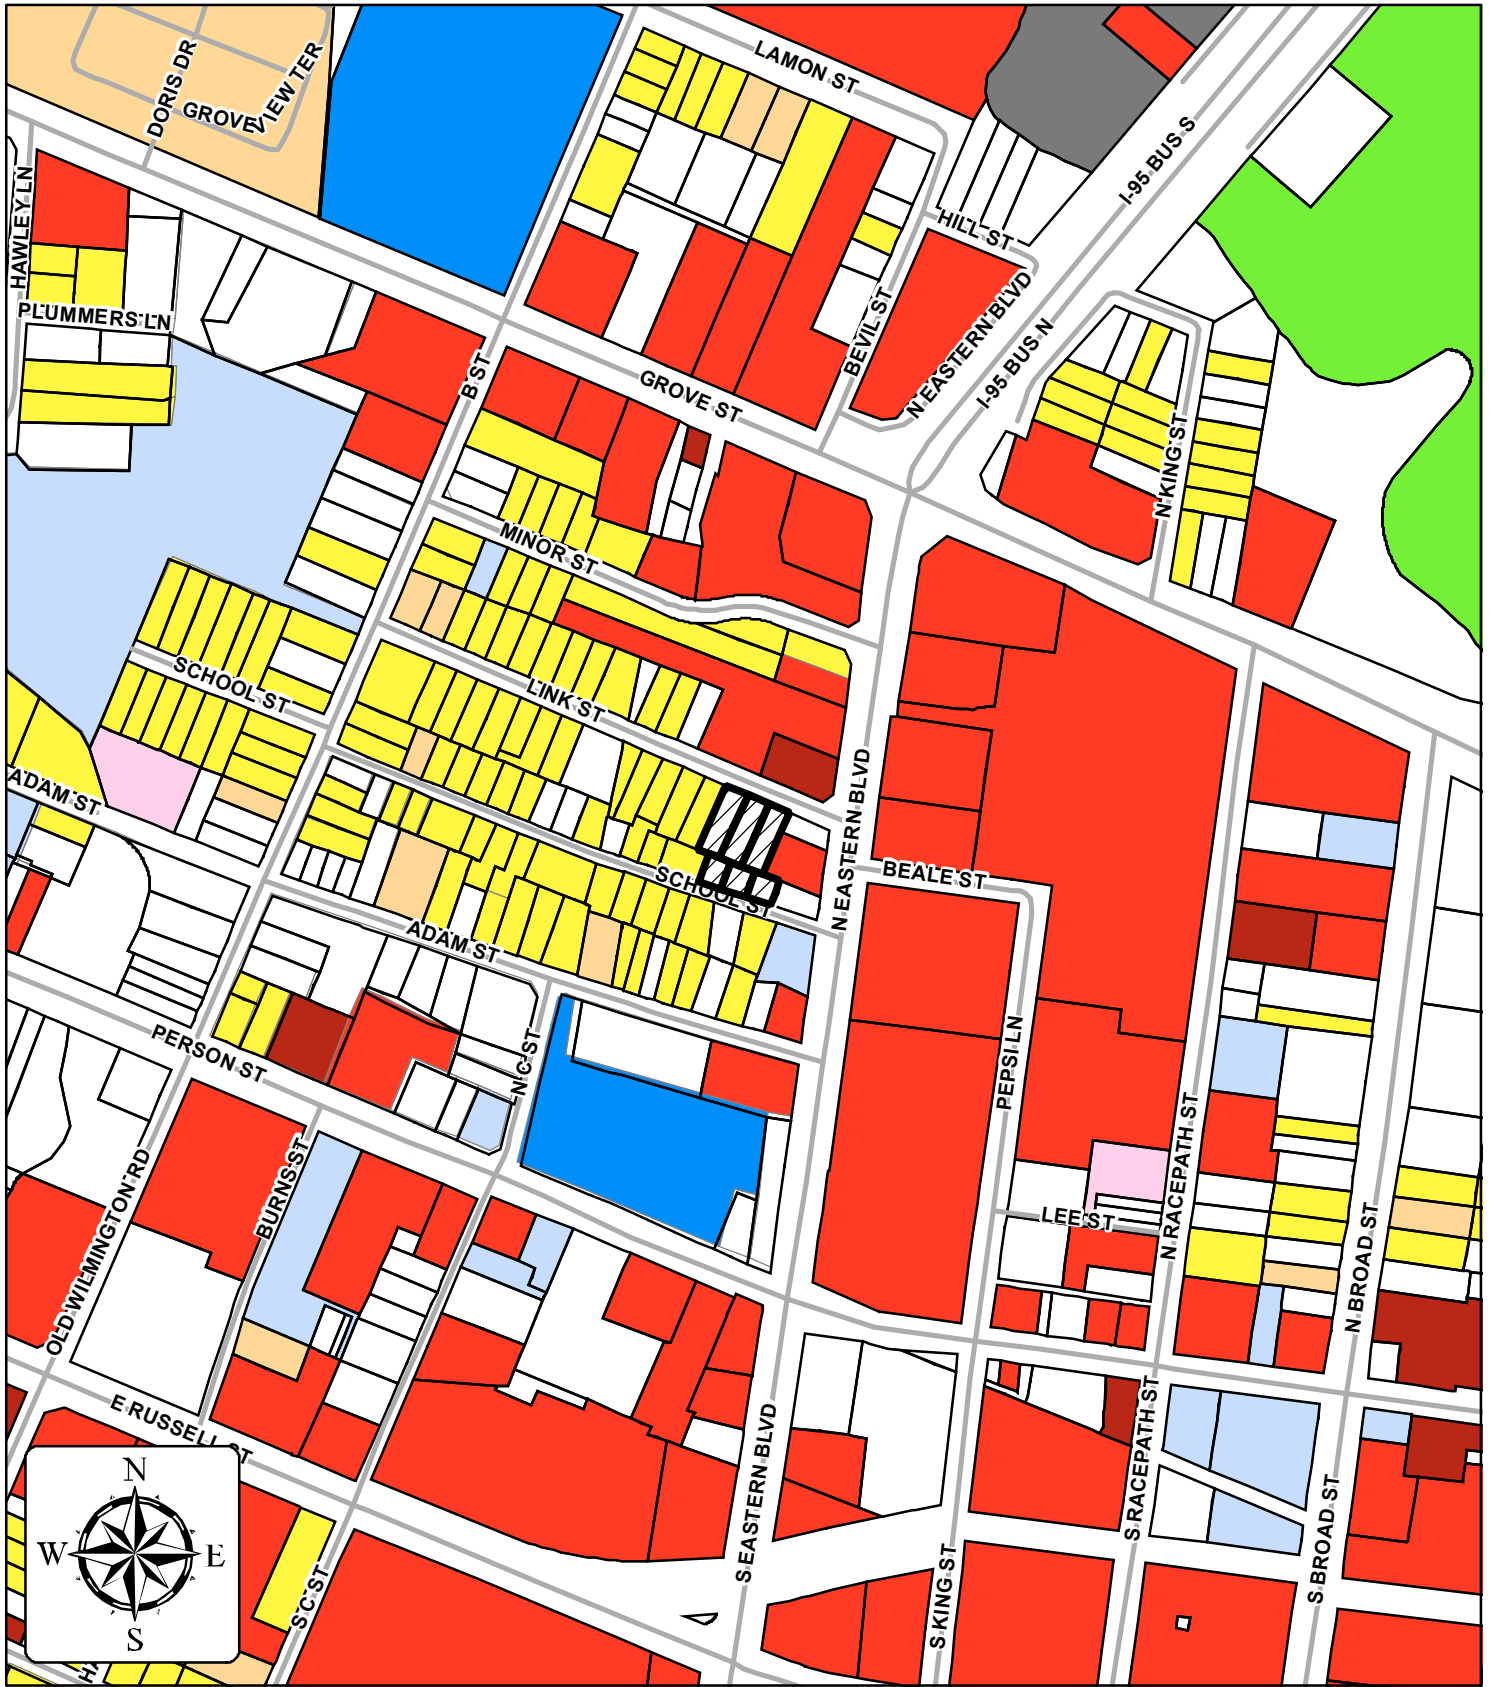 LAMON ST
DORIS DR
GROVEVIEW TER
I-95 BUS S
HAWLEY LN
HILL ST
N EASTERN BLVD
PLUMMERS LN
BEVIL ST
I-95 BUS N
B ST
GROVE ST
N KING ST
MINOR ST
SCHOOL ST
LINK ST
ADAM ST
N EASTERN BLVD
SCHOOL ST
BEALE ST
ADAM ST
PERSON ST
N C ST
PEPSI LN
N RACEPATH ST
BURNS ST
OLD WILMINGTON RD
LEE ST
N BROAD ST
E RUSSELL ST
S EASTERN BLVD
S RACEPATH ST
S BROAD ST
S KING ST
S C ST
N
W
E
S